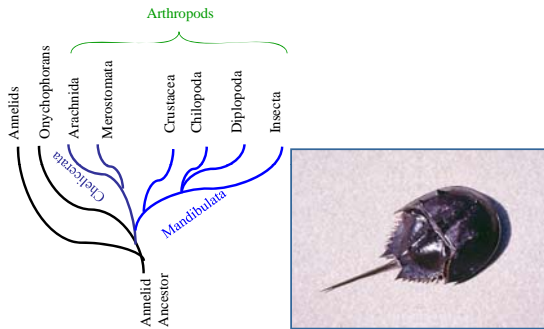 Arthropods
Annelids
Onychophorans
Arachnida
Merostomata
Crustacea
Chilopoda
Diplopoda
Insecta
Chelicerata
Mandibulata
Annelid
Ancestor